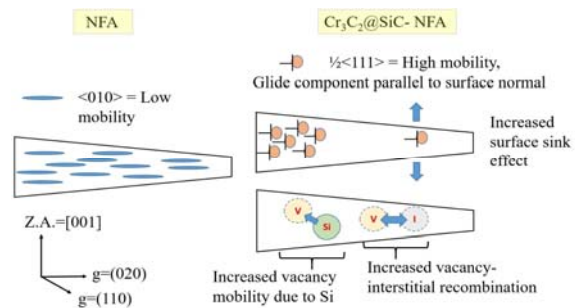 NFA
Cr₃C₂@SiC- NFA
½<111> = High mobility,
Glide component parallel to surface normal
<010> = Low
mobility
Increased
surface sink
effect
Z.A.=[001]
g=(020)
g=(110)
V
Si
V
I
Increased vacancy
mobility due to Si
Increased vacancy-
interstitial recombination